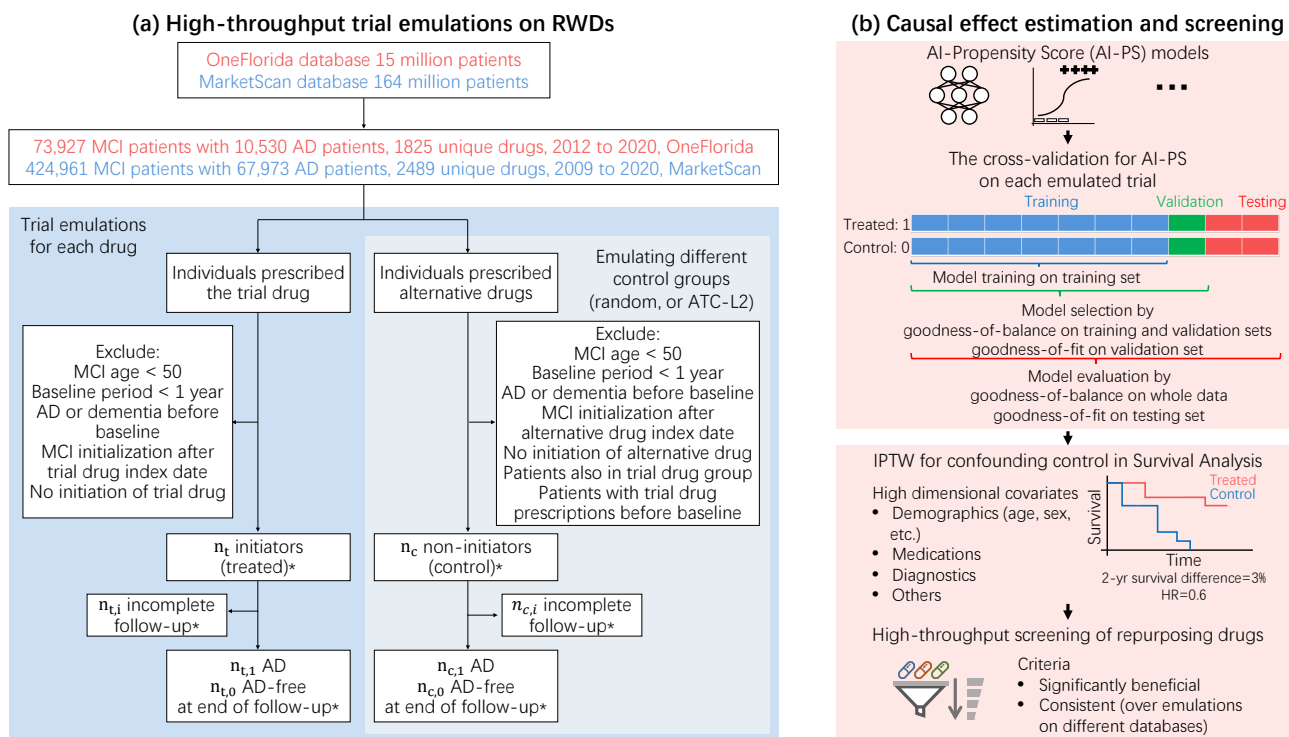 (a) High-throughput trial emulations on RWDs
OneFlorida database 15 million patients
MarketScan database 164 million patients
73,927 MCI patients with 10,530 AD patients, 1825 unique drugs, 2012 to 2020, OneFlorida
424,961 MCI patients with 67,973 AD patients, 2489 unique drugs, 2009 to 2020, MarketScan
Trial emulations
for each drug
Individuals prescribed
the trial drug
Individuals prescribed
alternative drugs
Emulating different
control groups
(random, or ATC-L2)
Exclude:
MCI age < 50
Baseline period < 1 year
AD or dementia before
baseline
MCI initialization after
trial drug index date
No initiation of trial drug
Exclude:
MCI age < 50
Baseline period < 1 year
AD or dementia before baseline
MCI initialization after
alternative drug index date
No initiation of alternative drug
Patients also in trial drug group
Patients with trial drug
prescriptions before baseline
n_t initiators
(treated)*
n_c non-initiators
(control)*
n_{t,i} incomplete
follow-up*
n_{c,i} incomplete
follow-up*
n_{t,1} AD
n_{t,0} AD-free
at end of follow-up*
n_{c,1} AD
n_{c,0} AD-free
at end of follow-up*
(b) Causal effect estimation and screening
AI-Propensity Score (AI-PS) models
...
The cross-validation for AI-PS
on each emulated trial
Training Validation Testing
Treated: 1
Control: 0
Model training on training set
Model selection by
goodness-of-balance on training and validation sets
goodness-of-fit on validation set
Model evaluation by
goodness-of-balance on whole data
goodness-of-fit on testing set
IPTW for confounding control in Survival Analysis
High dimensional covariates
• Demographics (age, sex,
etc.)
• Medications
• Diagnostics
• Others
Treated
Control
Survival
Time
2-yr survival difference=3%
HR=0.6
High-throughput screening of repurposing drugs
Criteria
• Significantly beneficial
• Consistent (over emulations
on different databases)